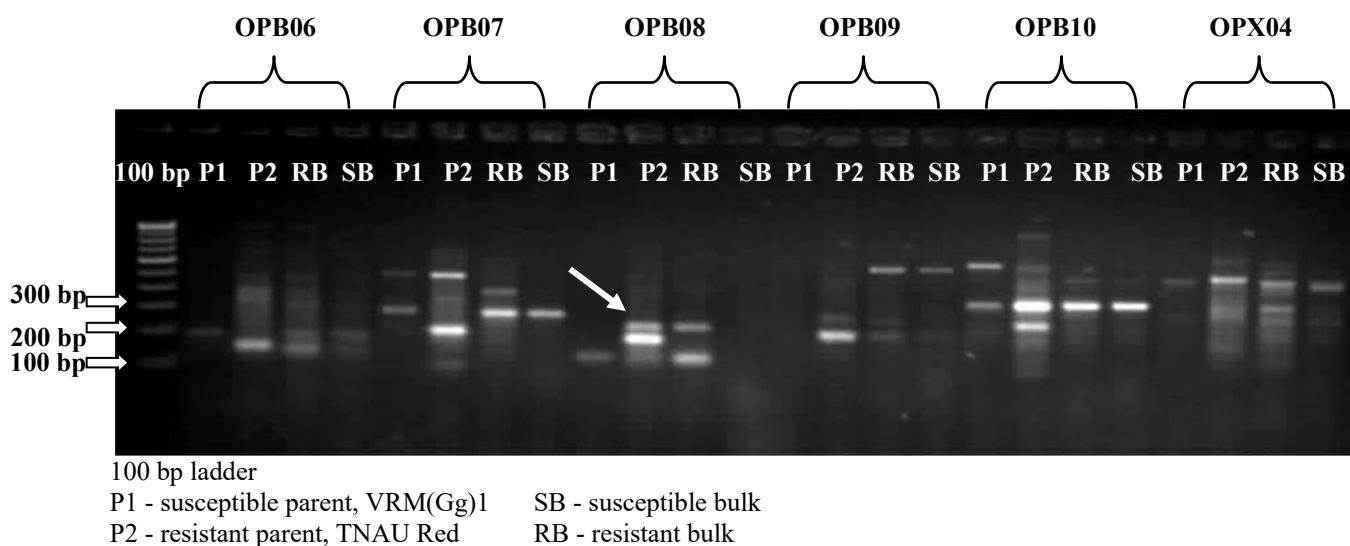 OPB06 OPB07 OPB08 OPB09 OPB10 OPX04
100 bp P1 P2 RB SB P1 P2 RB SB P1 P2 RB SB P1 P2 RB SB P1 P2 RB SB P1 P2 RB SB
300 bp
200 bp
100 bp
100 bp ladder
P1 - susceptible parent, VRM(Gg)1 SB - susceptible bulk
P2 - resistant parent, TNAU Red RB - resistant bulk